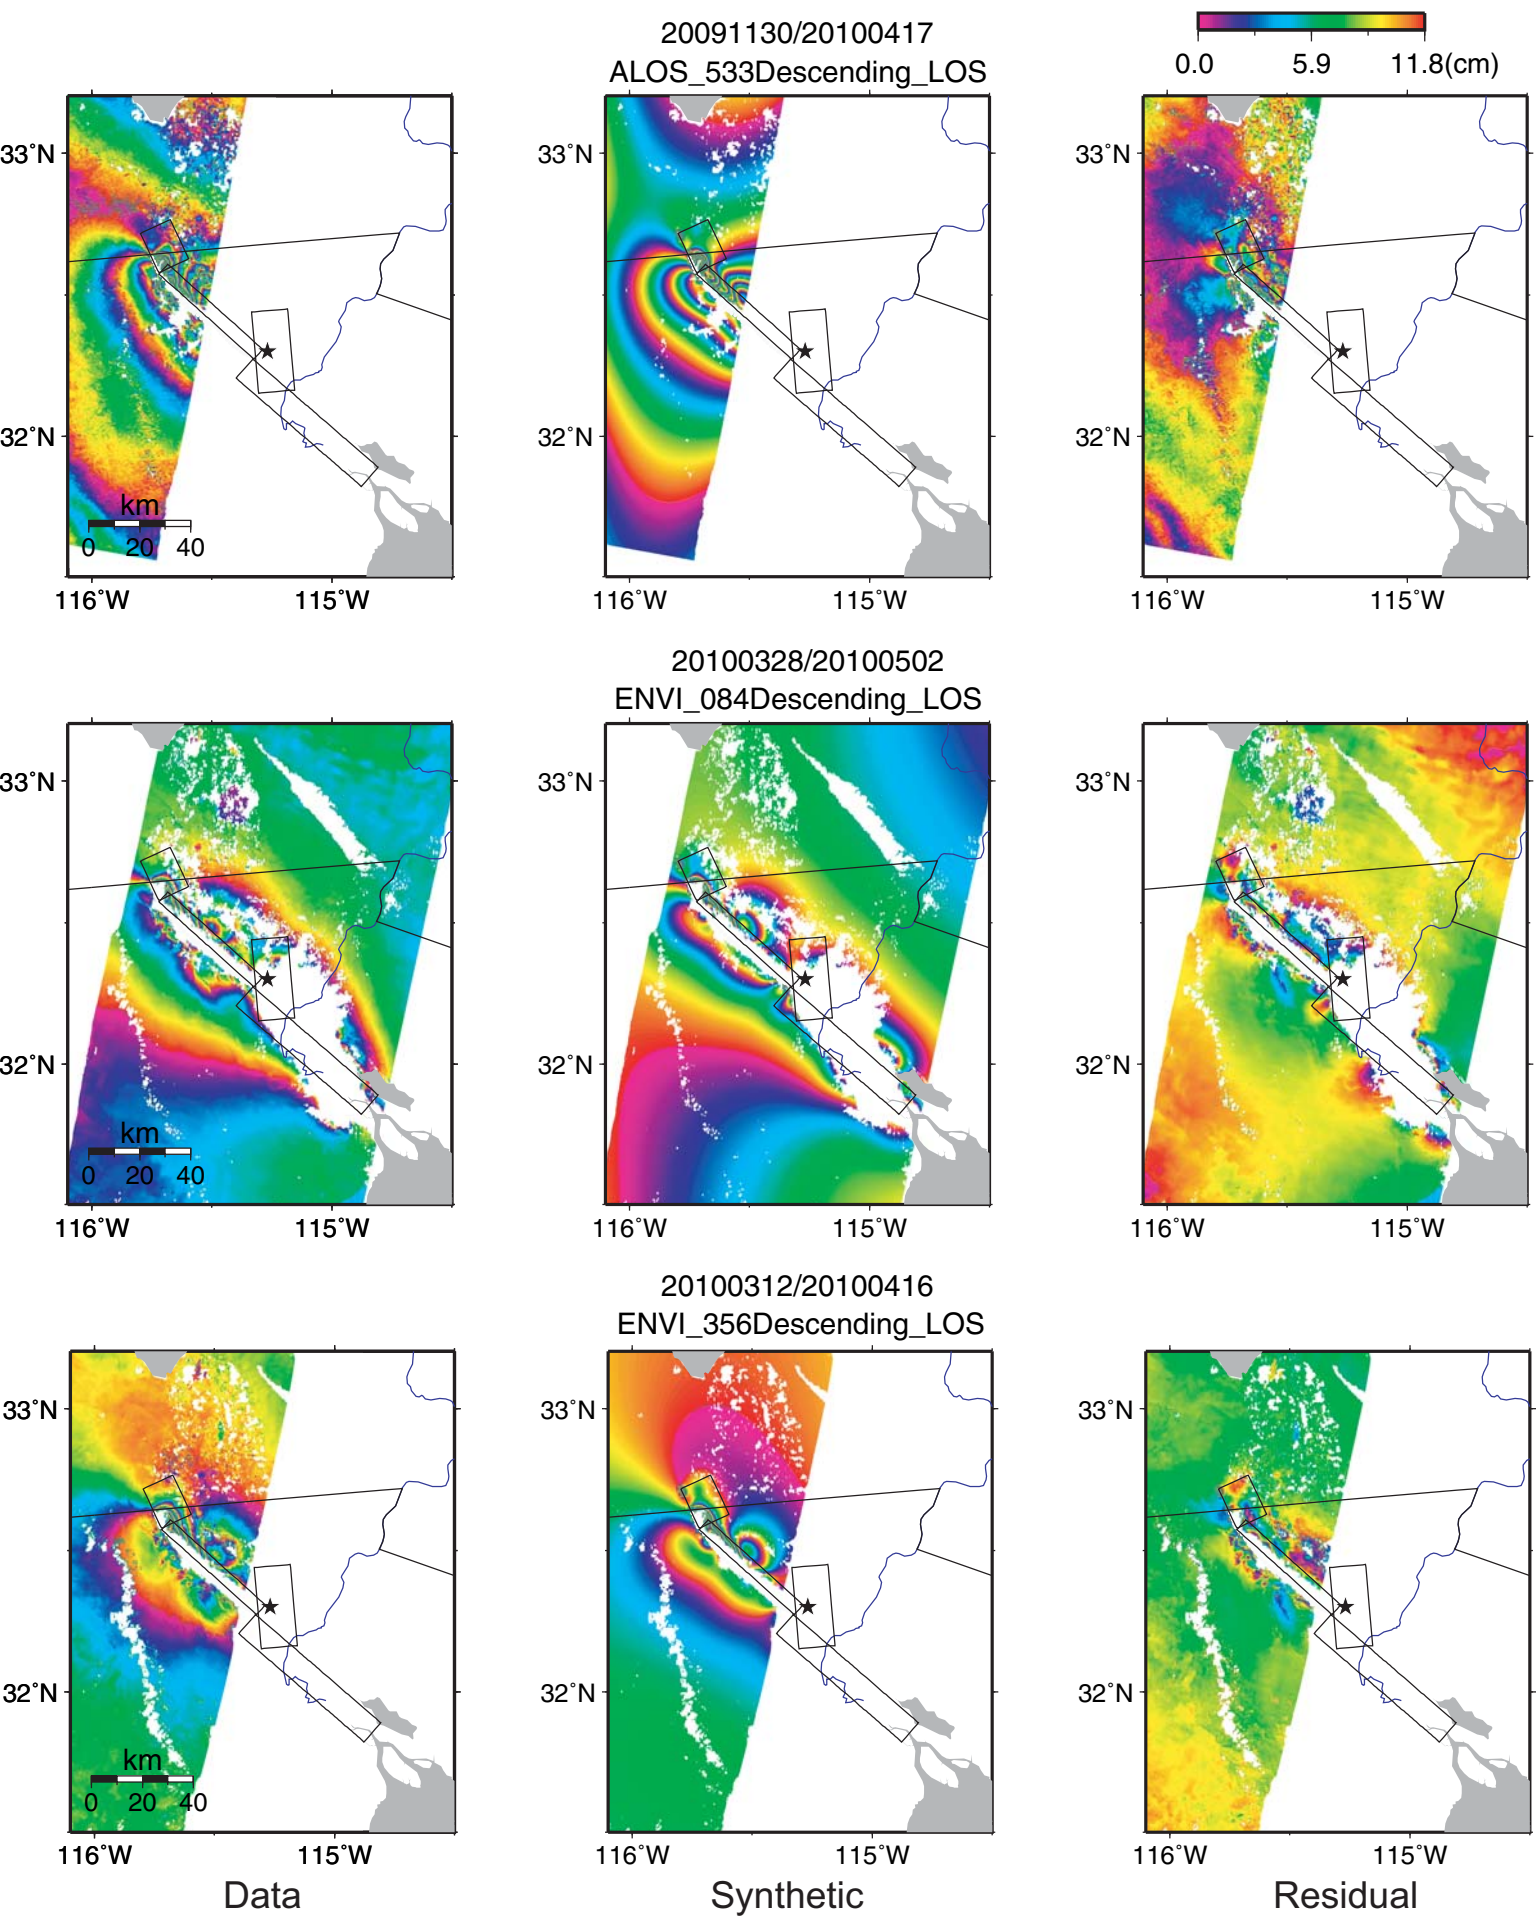 20091130/20100417
ALOS_533Descending_LOS
0.0 5.9 11.8(cm)
33°N 33°N 33°N
32°N 32°N 32°N
km
0 20 40
116°W 115°W 116°W 115°W 116°W 115°W
20100328/20100502
ENVI_084Descending_LOS
33°N 33°N 33°N
32°N 32°N 32°N
km
0 20 40
116°W 115°W 116°W 115°W 116°W 115°W
20100312/20100416
ENVI_356Descending_LOS
33°N 33°N 33°N
32°N 32°N 32°N
km
0 20 40
116°W 115°W 116°W 115°W 116°W 115°W
Data Synthetic Residual